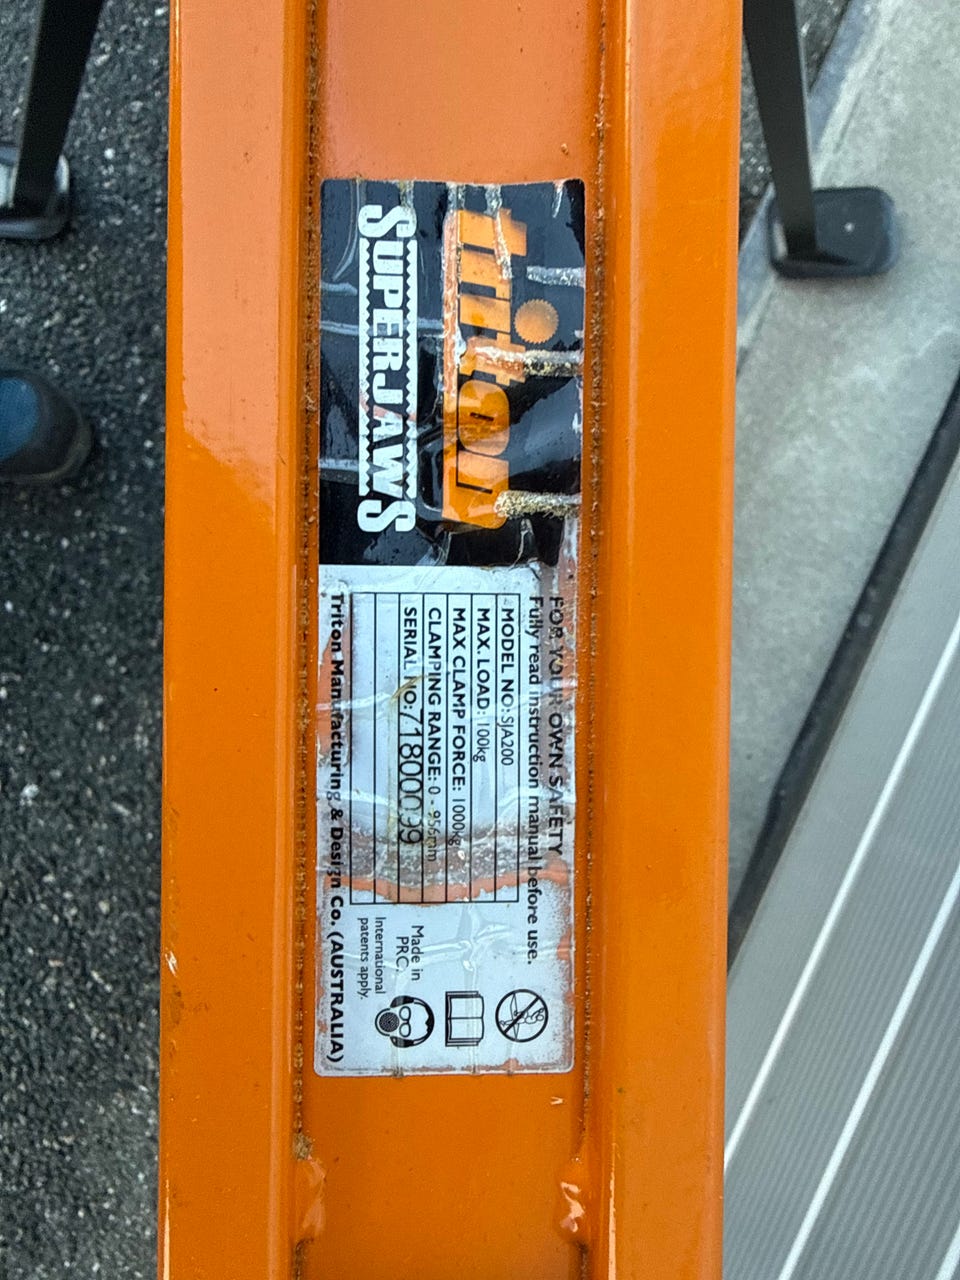 triton
SUPERJAWS
FOR YOUR OWN SAFETY
Fully read instruction manual before use.
MODEL NO: SJA200
MAX. LOAD: 100kg
MAX CLAMP FORCE: 1000kg
CLAMPING RANGE: 0 - 956mm
SERIAL NO: 71800099
Made in
PRC.
International
patents apply.
Triton Manufacturing & Design Co. (AUSTRALIA)